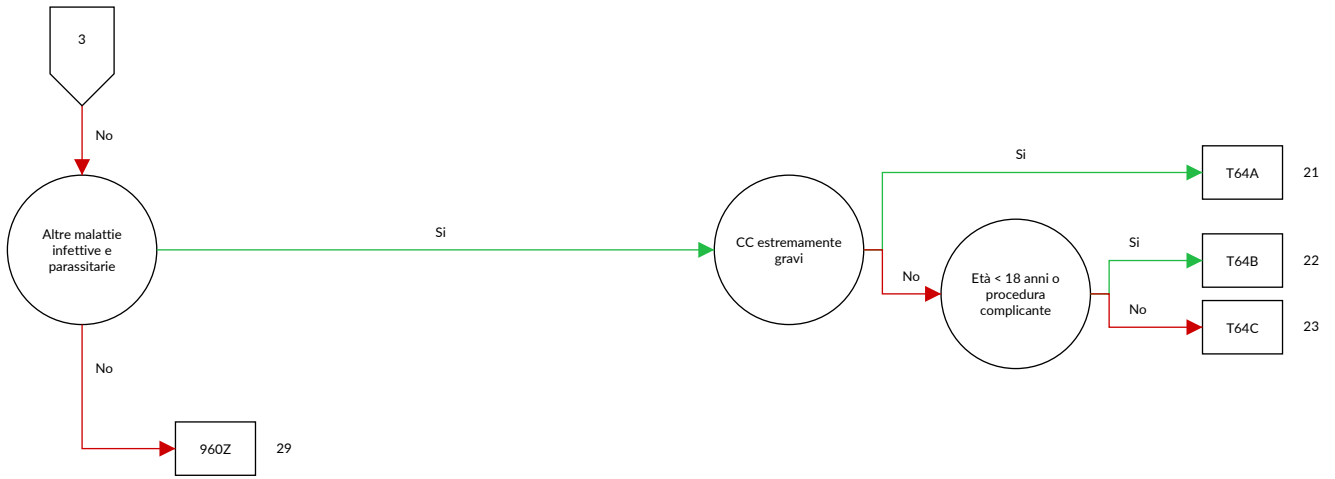 3
No
Altre malattie
infettive e
parassitarie
Si
CC estremamente
gravi
Si
T64A
21
No
Età < 18 anni o
procedura
complicante
Si
T64B
22
No
T64C
23
No
960Z
29